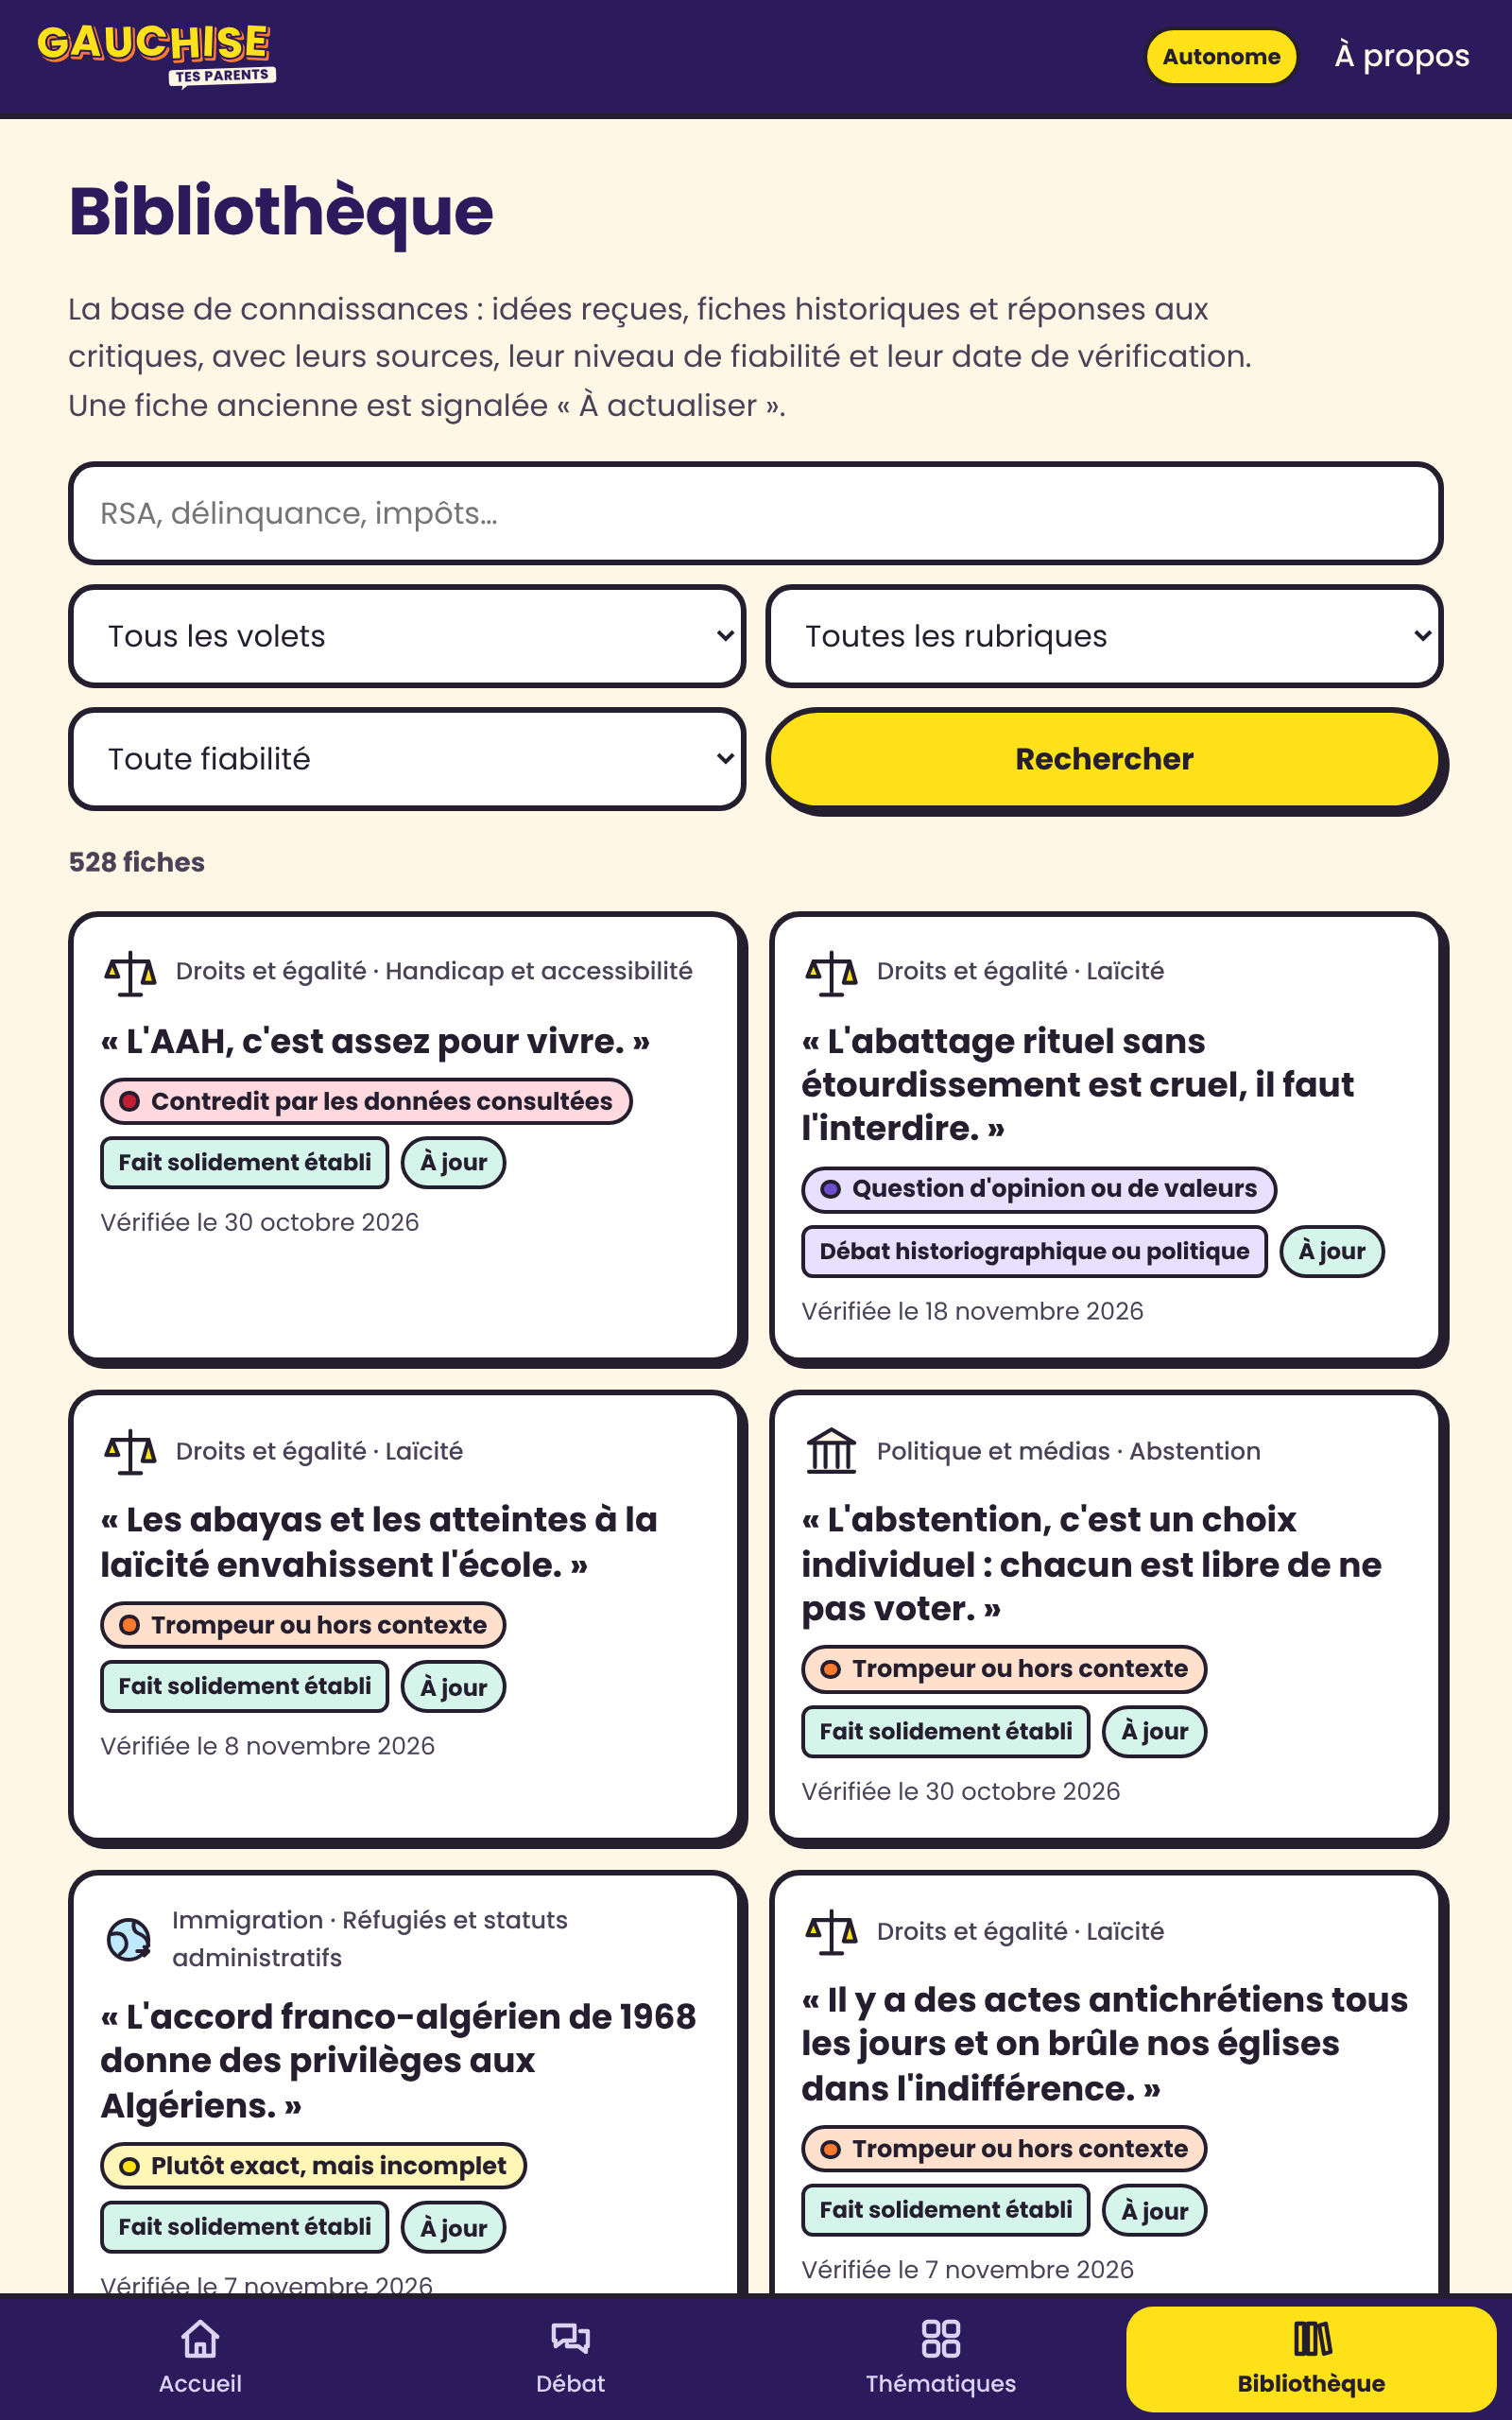 GAUCHISE
TES PARENTS
Autonome
À propos
Bibliothèque
La base de connaissances : idées reçues, fiches historiques et réponses aux
critiques, avec leurs sources, leur niveau de fiabilité et leur date de vérification.
Une fiche ancienne est signalée « À actualiser ».
RSA, délinquance, impôts…
Tous les volets
Toutes les rubriques
Toute fiabilité
Rechercher
528 fiches
Droits et égalité · Handicap et accessibilité
« L'AAH, c'est assez pour vivre. »
Contredit par les données consultées
Fait solidement établi
À jour
Vérifiée le 30 octobre 2026
Droits et égalité · Laïcité
« L'abattage rituel sans
étourdissement est cruel, il faut
l'interdire. »
Question d'opinion ou de valeurs
Débat historiographique ou politique
À jour
Vérifiée le 18 novembre 2026
Droits et égalité · Laïcité
« Les abayas et les atteintes à la
laïcité envahissent l'école. »
Trompeur ou hors contexte
Fait solidement établi
À jour
Vérifiée le 8 novembre 2026
Politique et médias · Abstention
« L'abstention, c'est un choix
individuel : chacun est libre de ne
pas voter. »
Trompeur ou hors contexte
Fait solidement établi
À jour
Vérifiée le 30 octobre 2026
Immigration · Réfugiés et statuts
administratifs
« L'accord franco-algérien de 1968
donne des privilèges aux
Algériens. »
Plutôt exact, mais incomplet
Fait solidement établi
À jour
Vérifiée le 7 novembre 2026
Droits et égalité · Laïcité
« Il y a des actes antichrétiens tous
les jours et on brûle nos églises
dans l'indifférence. »
Trompeur ou hors contexte
Fait solidement établi
À jour
Vérifiée le 7 novembre 2026
Accueil
Débat
Thématiques
Bibliothèque